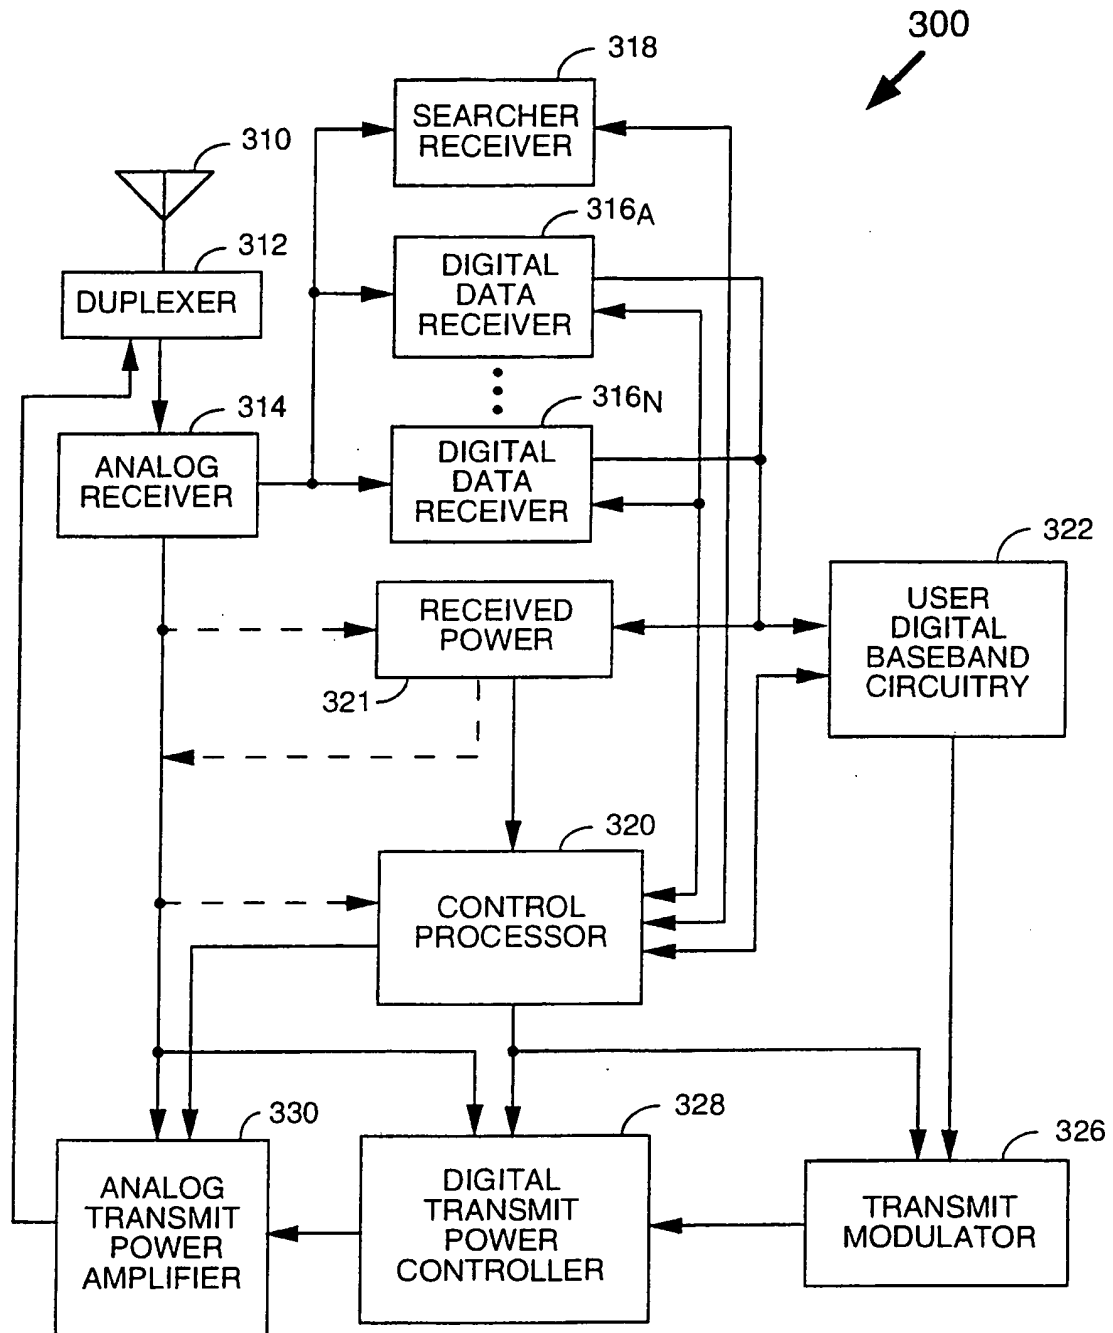 300
318
SEARCHER
RECEIVER
310
316A
DIGITAL
DATA
RECEIVER
312
DUPLEXER
316N
DIGITAL
DATA
RECEIVER
314
ANALOG
RECEIVER
322
USER
DIGITAL
BASEBAND
CIRCUITRY
RECEIVED
POWER
321
320
CONTROL
PROCESSOR
330
ANALOG
TRANSMIT
POWER
AMPLIFIER
328
DIGITAL
TRANSMIT
POWER
CONTROLLER
326
TRANSMIT
MODULATOR